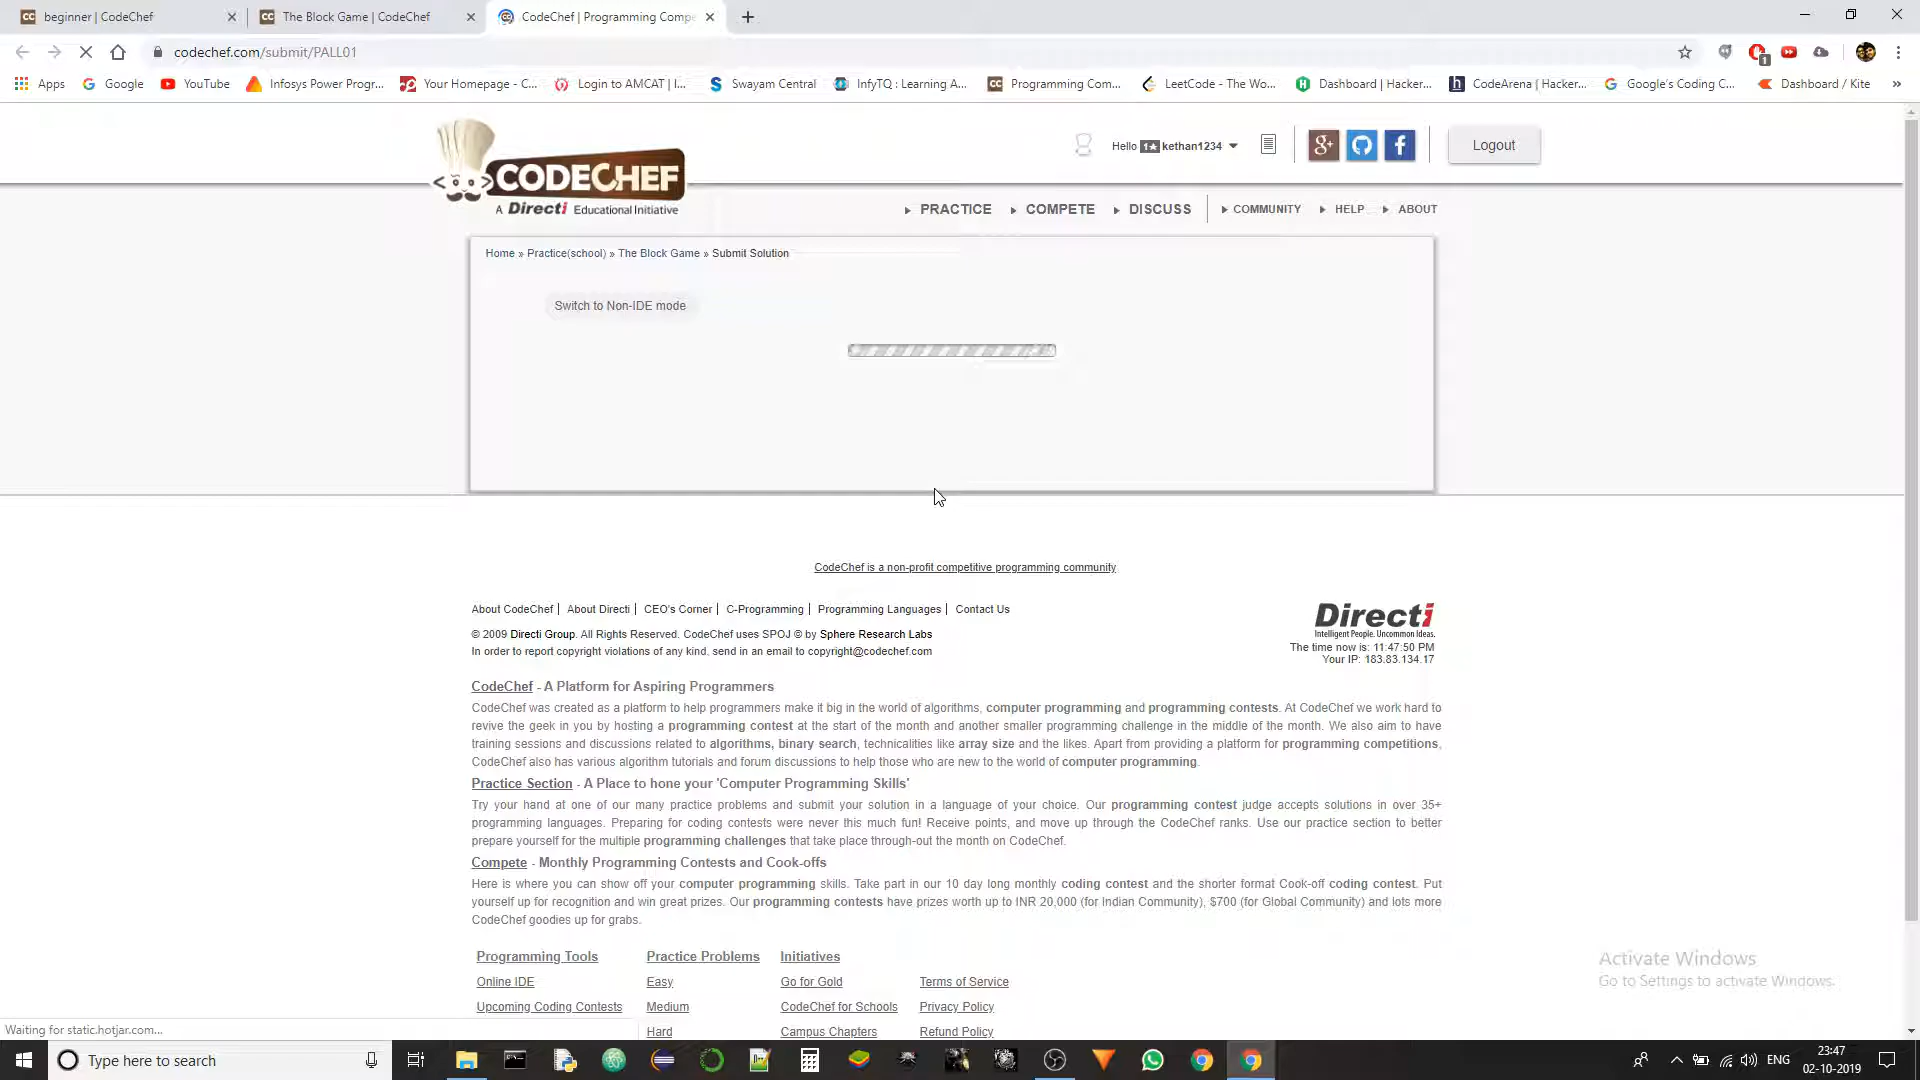 beginner | CodeChef
The Block Game | CodeChef
CodeChef | Programming Compe
codechef.com/submit/PALL01
1
Apps
Google
YouTube
Infosys Power Progr...
Your Homepage - C...
Login to AMCAT | I...
Swayam Central
InfyTQ : Learning A...
Programming Com...
LeetCode - The Wo...
Dashboard | Hacker...
CodeArena | Hacker...
Google's Coding C...
Dashboard / Kite
»
CODECHEF
A Directi Educational Initiative
Hello 1★ kethan1234
Logout
PRACTICE
COMPETE
DISCUSS
COMMUNITY
HELP
ABOUT
Home » Practice(school) » The Block Game » Submit Solution
Switch to Non-IDE mode
CodeChef is a non-profit competitive programming community
About CodeChef | About Directi | CEO's Corner | C-Programming | Programming Languages | Contact Us
© 2009 Directi Group. All Rights Reserved. CodeChef uses SPOJ © by Sphere Research Labs
In order to report copyright violations of any kind. send in an email to copyright@codechef.com
Directi
Intelligent People. Uncommon Ideas.
The time now is: 11:47:50 PM
Your IP: 183.83.134.17
CodeChef - A Platform for Aspiring Programmers
CodeChef was created as a platform to help programmers make it big in the world of algorithms, computer programming and programming contests. At CodeChef we work hard to
revive the geek in you by hosting a programming contest at the start of the month and another smaller programming challenge in the middle of the month. We also aim to have
training sessions and discussions related to algorithms, binary search, technicalities like array size and the likes. Apart from providing a platform for programming competitions,
CodeChef also has various algorithm tutorials and forum discussions to help those who are new to the world of computer programming.
Practice Section - A Place to hone your 'Computer Programming Skills'
Try your hand at one of our many practice problems and submit your solution in a language of your choice. Our programming contest judge accepts solutions in over 35+
programming languages. Preparing for coding contests were never this much fun! Receive points, and move up through the CodeChef ranks. Use our practice section to better
prepare yourself for the multiple programming challenges that take place through-out the month on CodeChef.
Compete - Monthly Programming Contests and Cook-offs
Here is where you can show off your computer programming skills. Take part in our 10 day long monthly coding contest and the shorter format Cook-off coding contest. Put
yourself up for recognition and win great prizes. Our programming contests have prizes worth up to INR 20,000 (for Indian Community), $700 (for Global Community) and lots more
CodeChef goodies up for grabs.
Programming Tools
Online IDE
Upcoming Coding Contests
Practice Problems
Easy
Medium
Hard
Initiatives
Go for Gold
CodeChef for Schools
Campus Chapters
Terms of Service
Privacy Policy
Refund Policy
Activate Windows
Go to Settings to activate Windows.
Waiting for static.hotjar.com...
Type here to search
ENG
23:47
02-10-2019